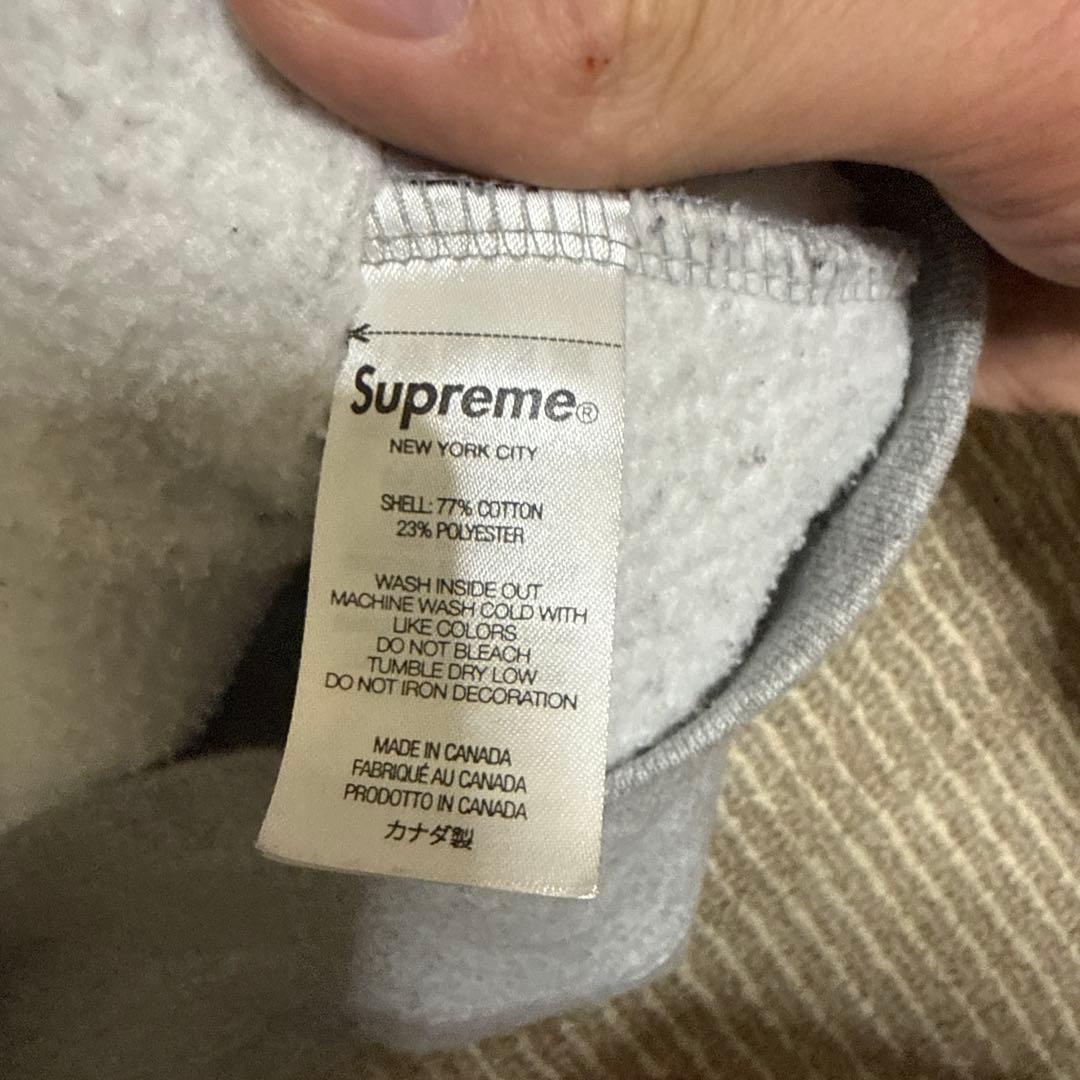 Supreme®
NEW YORK CITY
SHELL: 77% COTTON
23% POLYESTER
WASH INSIDE OUT
MACHINE WASH COLD WITH
LIKE COLORS
DO NOT BLEACH
TUMBLE DRY LOW
DO NOT IRON DECORATION
MADE IN CANADA
FABRIQUÉ AU CANADA
PRODOTTO IN CANADA
カナダ製